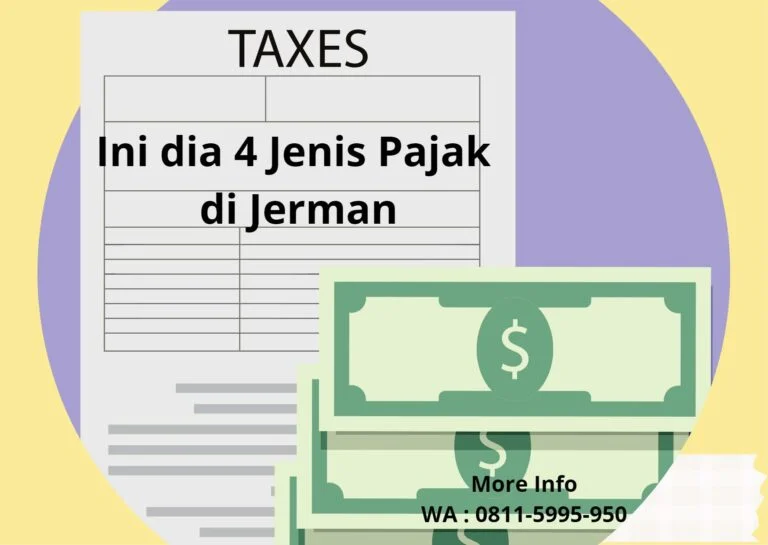 TAXES
Ini dia 4 Jenis Pajak
di Jerman
$
$
More Info
WA : 0811-5995-950
$